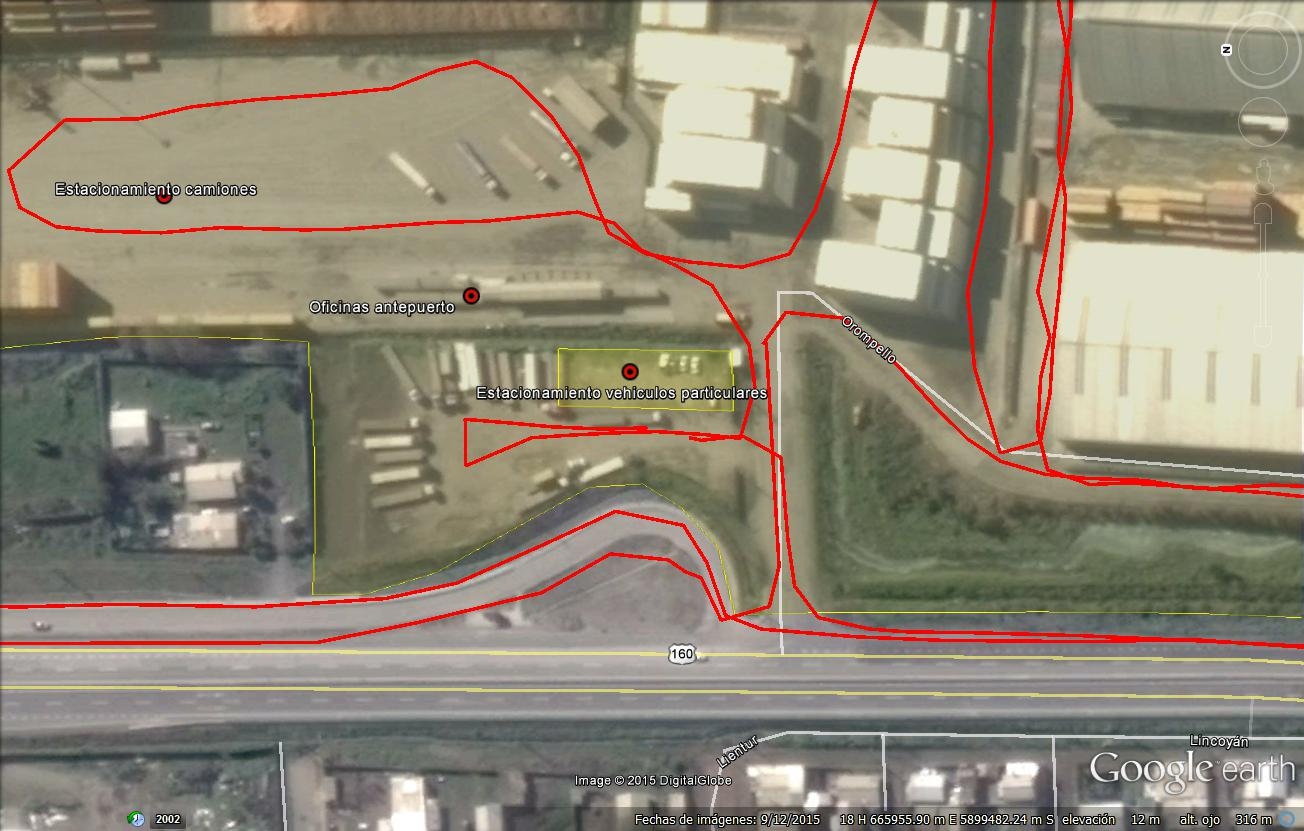 N
Estacionamiento camiones
Oficinas antepuerto
Orompello
Estacionamiento vehículos particulares
160
Lientur
Lincoyán
Image © 2015 DigitalGlobe
Google earth
2002
Fechas de imágenes: 9/12/2015 18 H 665955.90 m E 5899482.24 m S elevación 12 m alt. ojo 316 m